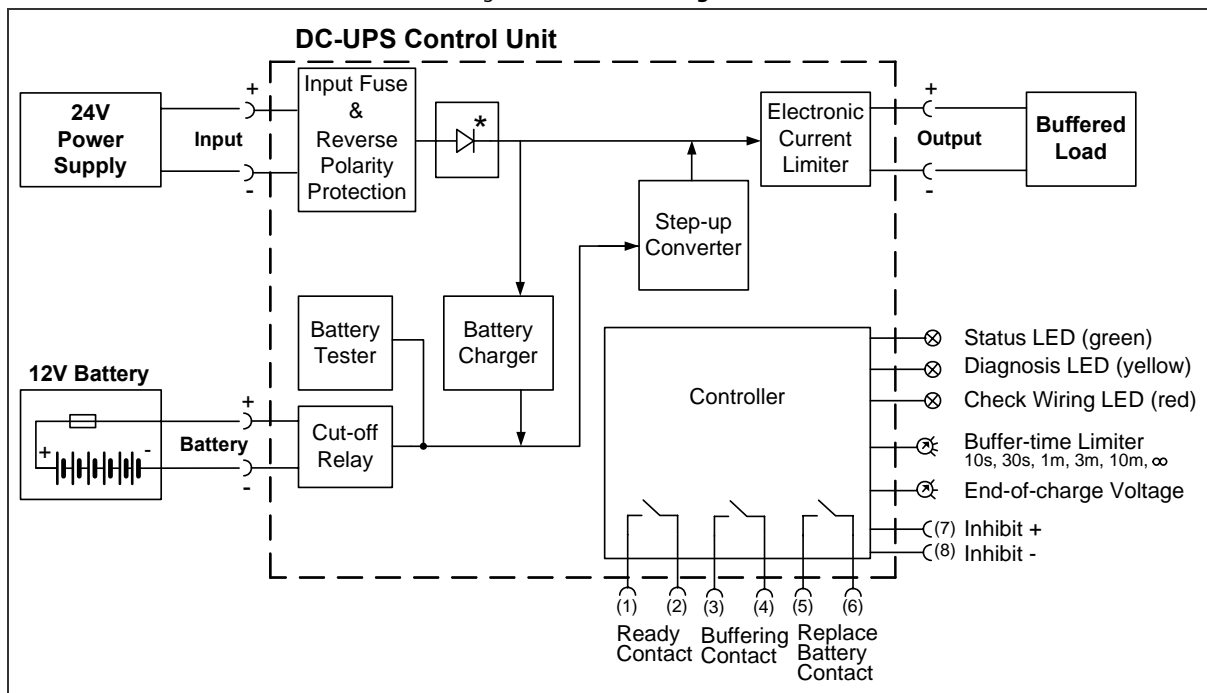 DC-UPS Control Unit
24V
Power
Supply
+
Input
-
Input Fuse
&
Reverse
Polarity
Protection
*
Electronic
Current
Limiter
+
Output
-
Buffered
Load
Step-up
Converter
Battery
Tester
Battery
Charger
12V Battery
+
-
+
Battery
-
Cut-off
Relay
Controller
Status LED (green)
Diagnosis LED (yellow)
Check Wiring LED (red)
Buffer-time Limiter
10s, 30s, 1m, 3m, 10m, ∞
End-of-charge Voltage
(7) Inhibit +
(8) Inhibit -
(1) (2) (3) (4) (5) (6)
Ready
Contact
Buffering
Contact
Replace
Battery
Contact